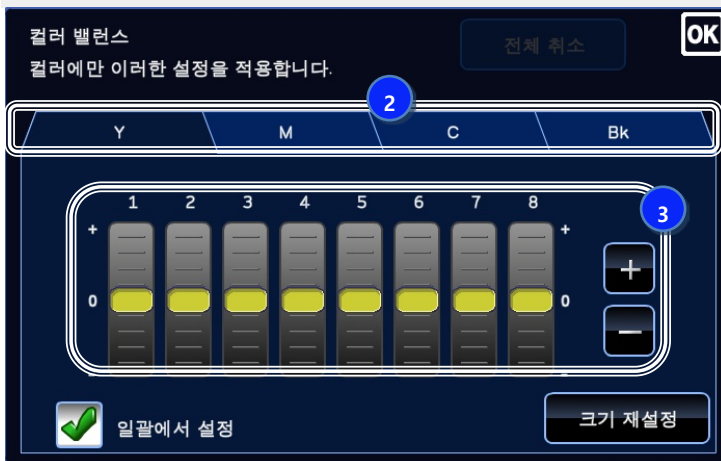 컬러 밸런스
전체 취소
OK
컬러에만 이러한 설정을 적용합니다.
2
Y M C Bk
3
1 2 3 4 5 6 7 8
+ +
+
0 0
−
- -
일괄에서 설정
크기 재설정